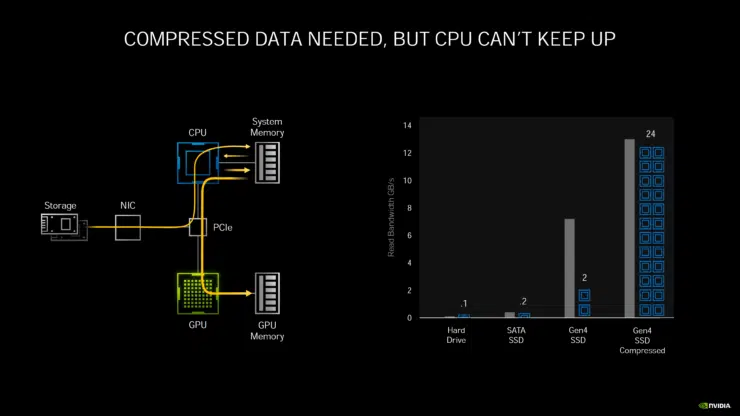 COMPRESSED DATA NEEDED, BUT CPU CAN'T KEEP UP
CPU
System
Memory
Storage
NIC
PCIe
GPU
GPU
Memory
Read Bandwidth GB/s
14
12
10
8
6
4
2
0
.1
.2
2
24
Hard
Drive
SATA
SSD
Gen4
SSD
Gen4
SSD
Compressed
NVIDIA